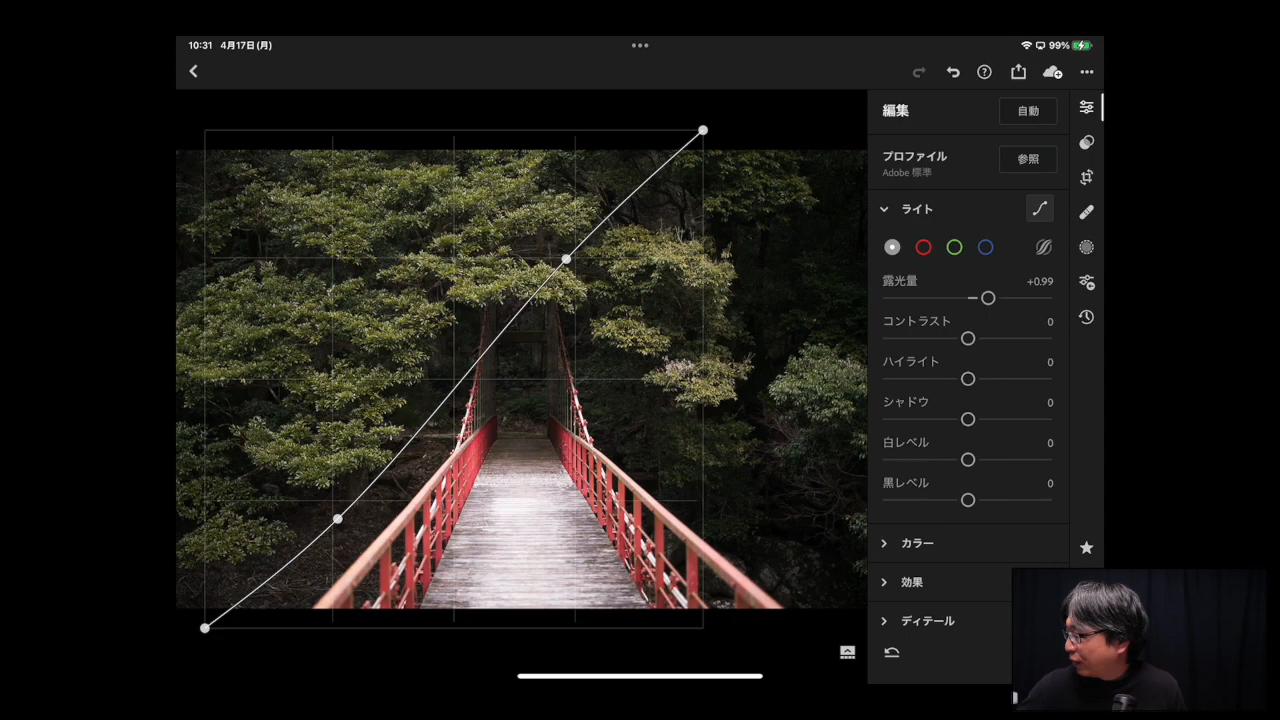 10:31 4月17日(月)
99%
編集
自動
プロファイル
参照
Adobe 標準
ライト
露光量 +0.99
コントラスト 0
ハイライト 0
シャドウ 0
白レベル 0
黒レベル 0
カラー
効果
ディテール